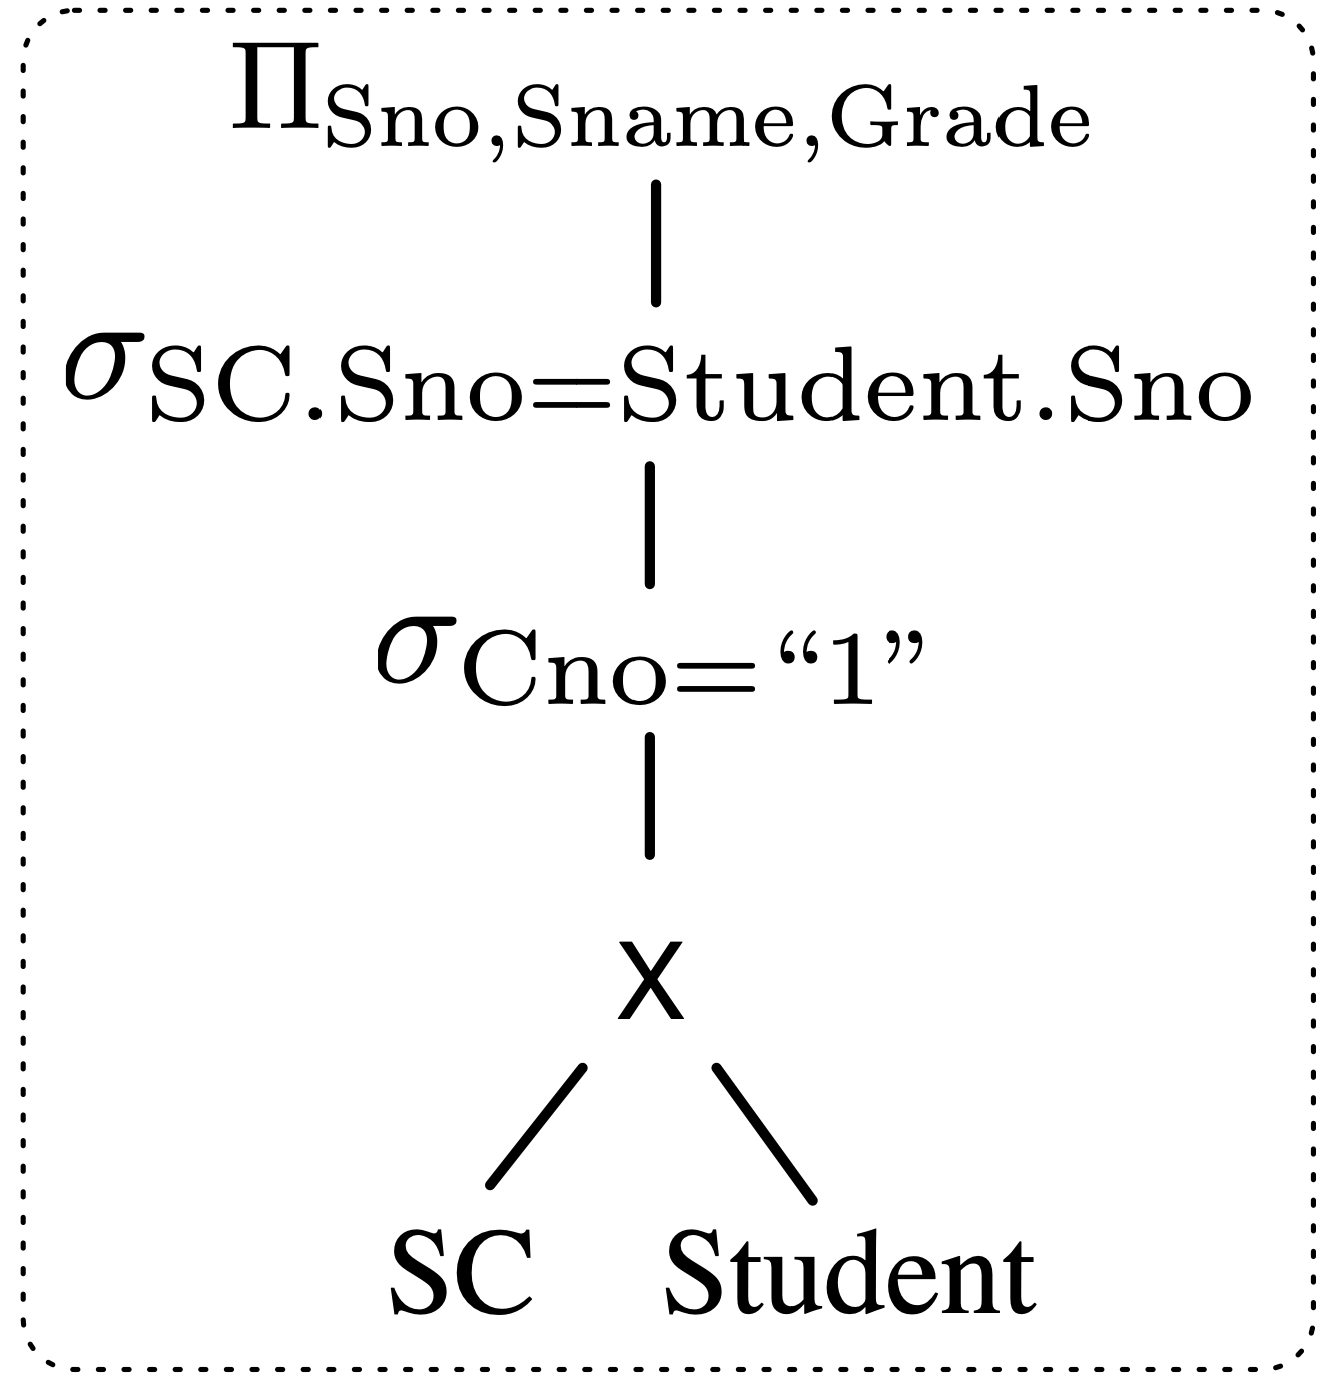 ΠSno,Sname,Grade
σSC.Sno=Student.Sno
σCno=“1”
X
SC Student